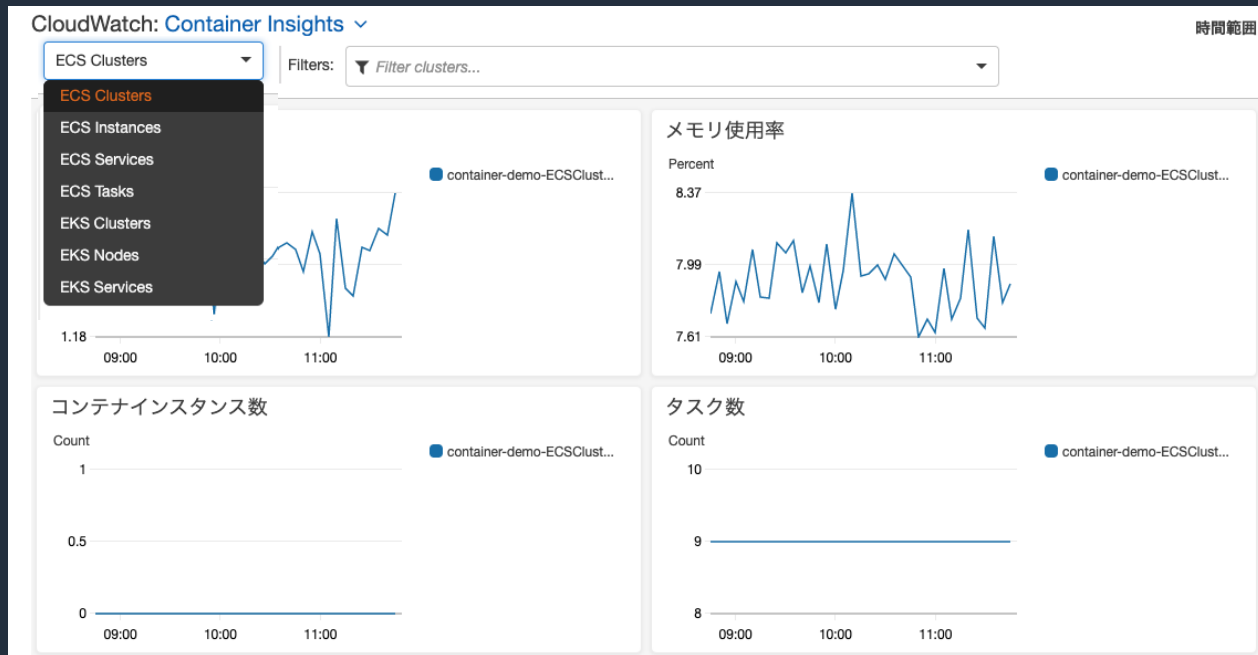 CloudWatch: Container Insights
時間範囲
ECS Clusters
Filters:
Filter clusters...
ECS Clusters
ECS Instances
ECS Services
ECS Tasks
EKS Clusters
EKS Nodes
EKS Services
container-demo-ECSClust...
1.18
09:00 10:00 11:00
メモリ使用率
Percent
container-demo-ECSClust...
8.37
7.99
7.61
09:00 10:00 11:00
コンテナインスタンス数
Count
container-demo-ECSClust...
1
0.5
0
09:00 10:00 11:00
タスク数
Count
container-demo-ECSClust...
10
9
8
09:00 10:00 11:00